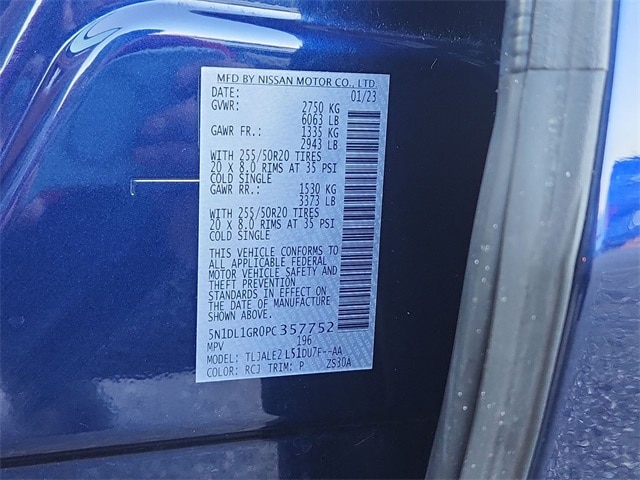 MFD BY NISSAN MOTOR CO., LTD.
DATE: 01/23
GVWR: 2750 KG
6063 LB
GAWR FR.: 1335 KG
2943 LB
WITH 255/50R20 TIRES
20 X 8.0 RIMS AT 35 PSI
COLD SINGLE
GAWR RR.: 1530 KG
3373 LB
WITH 255/50R20 TIRES
20 X 8.0 RIMS AT 35 PSI
COLD SINGLE
THIS VEHICLE CONFORMS TO
ALL APPLICABLE FEDERAL
MOTOR VEHICLE SAFETY AND
THEFT PREVENTION
STANDARDS IN EFFECT ON
THE DATE OF MANUFACTURE
SHOWN ABOVE.
5N1DL1GR0PC357752
MPV 196
MODEL: TLJALE2 L51DU7F--AA
COLOR: RCJ TRIM: P ZS30A